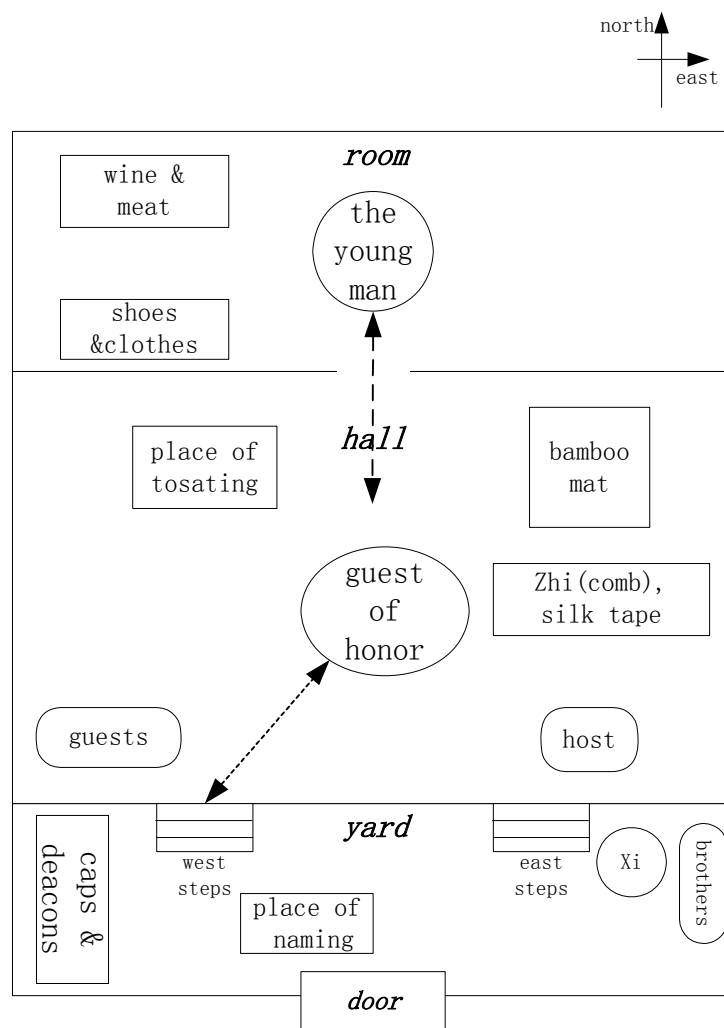 north
east
room
wine &
meat
the
young
man
shoes
&clothes
hall
place of
tosating
bamboo
mat
guest
of
honor
Zhi(comb),
silk tape
guests
host
yard
caps &
deacons
west
steps
east
steps
Xi
brothers
place of
naming
door